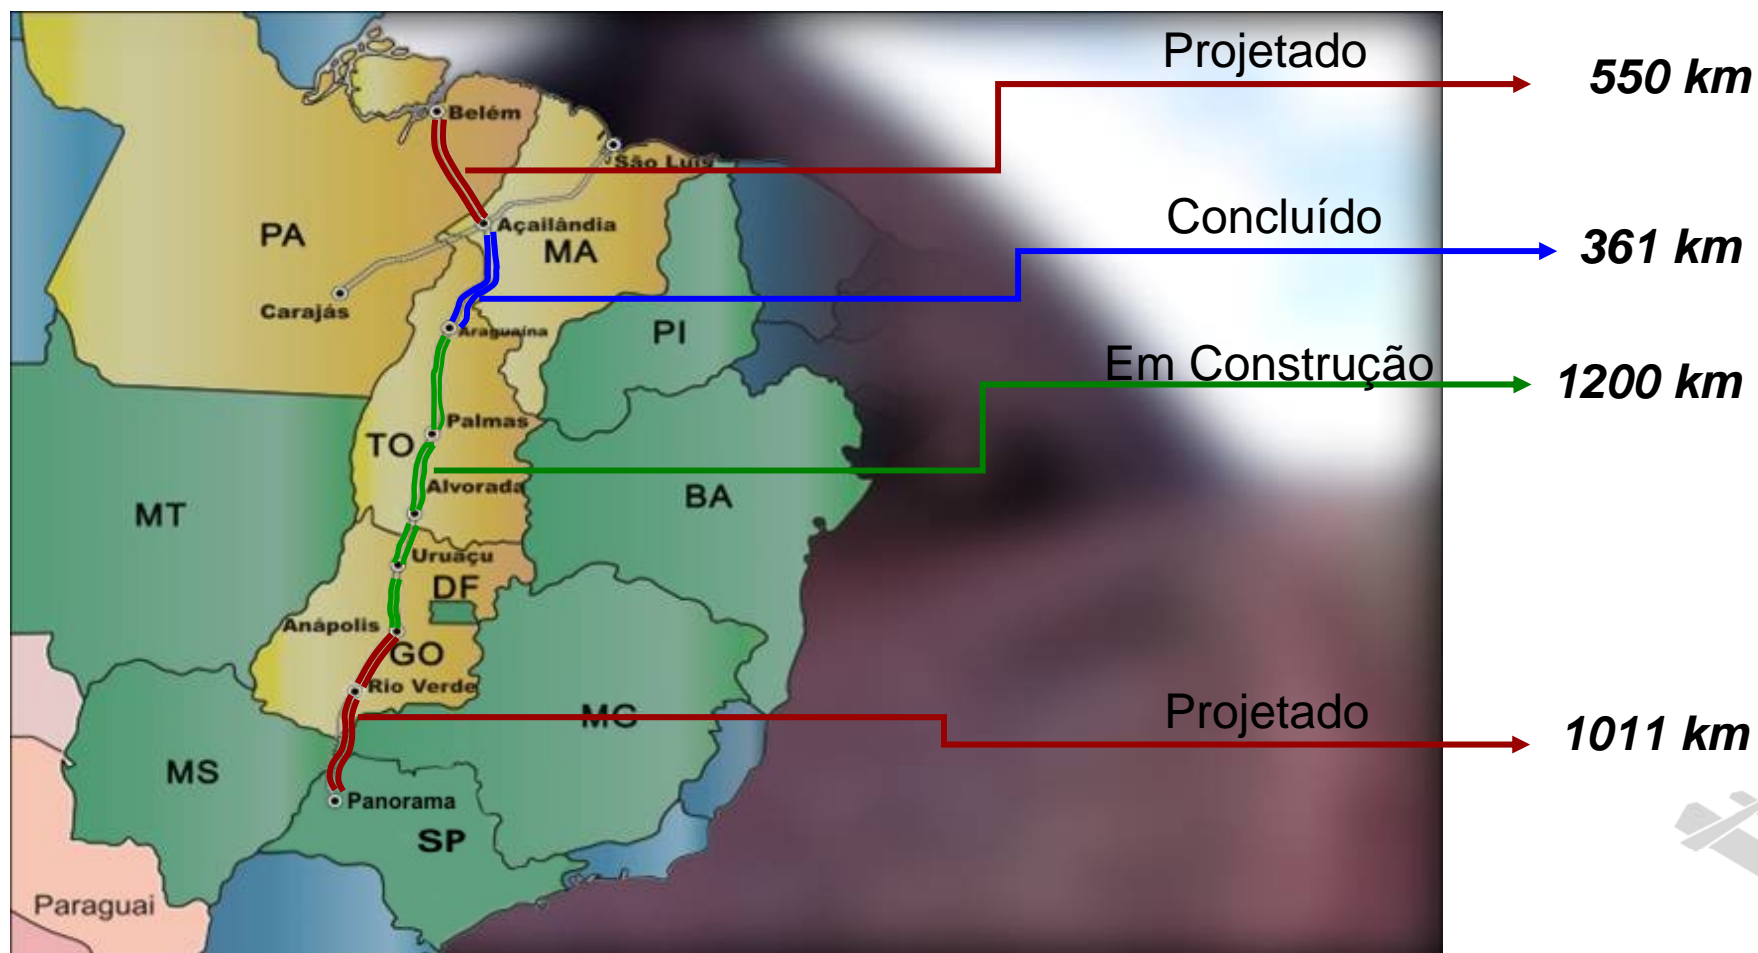 Projetado
550 km
Belém
São Luís
Açailândia
Concluído
PA
MA
361 km
Carajás
Araguaína
PI
Em Construção
1200 km
Palmas
TO
Alvorada
BA
MT
Uruaçu
DF
Anápolis
GO
Rio Verde
MG
Projetado
1011 km
MS
Panorama
SP
Paraguai